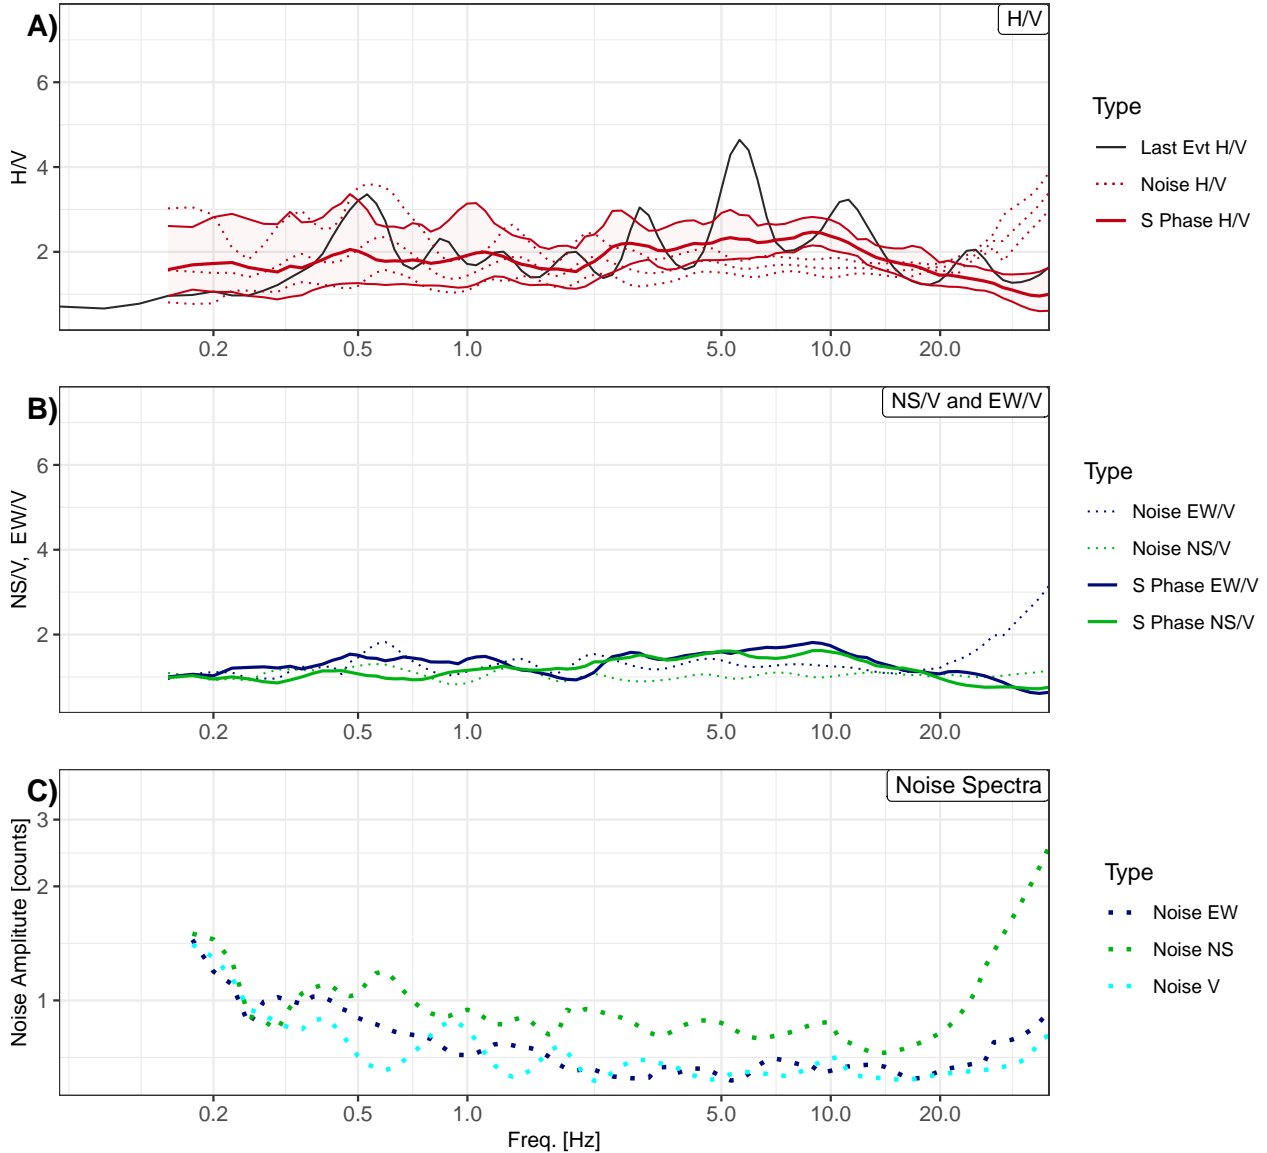 A)
H/V
H/V
6
4
2
0.2 0.5 1.0 5.0 10.0 20.0
Type
Last Evt H/V
Noise H/V
S Phase H/V
B)
NS/V and EW/V
NS/V, EW/V
6
4
2
0.2 0.5 1.0 5.0 10.0 20.0
Type
Noise EW/V
Noise NS/V
S Phase EW/V
S Phase NS/V
C)
Noise Spectra
Noise Amplitude [counts]
3
2
1
0.2 0.5 1.0 5.0 10.0 20.0
Freq. [Hz]
Type
Noise EW
Noise NS
Noise V